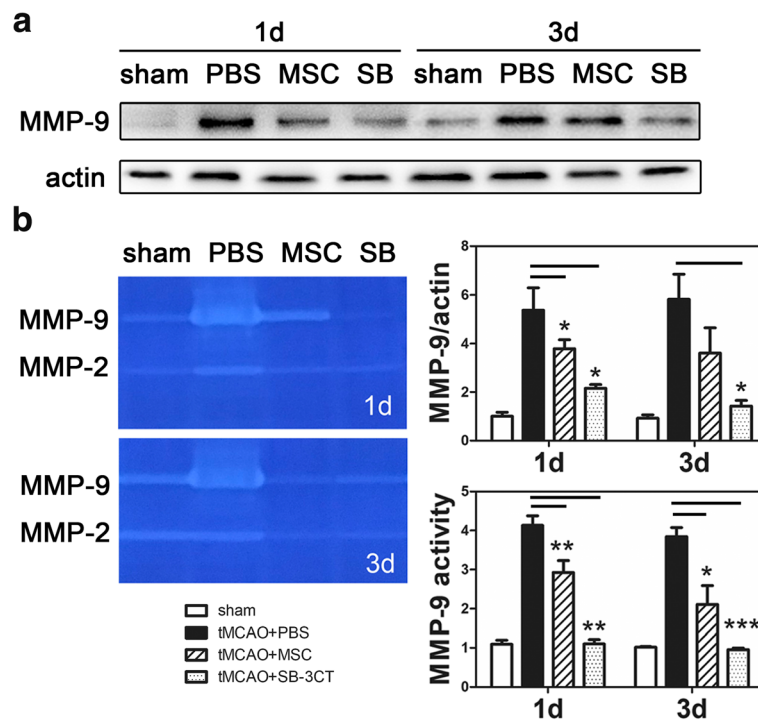 a
1d 3d
sham PBS MSC SB sham PBS MSC SB
MMP-9
actin
b
sham PBS MSC SB
MMP-9
MMP-2
1d
MMP-9
MMP-2
3d
sham
tMCAO+PBS
tMCAO+MSC
tMCAO+SB-3CT
MMP-9/actin
8
6
4
2
0
* * *
1d 3d
MMP-9 activity
5
4
3
2
1
0
** ** * ***
1d 3d